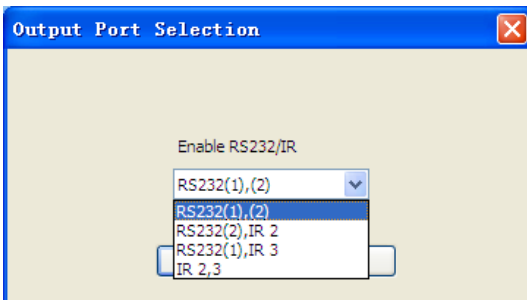 Output Port Selection
Enable RS232/IR
RS232(1),(2)
RS232(1),(2)
RS232(2),IR 2
RS232(1),IR 3
IR 2,3